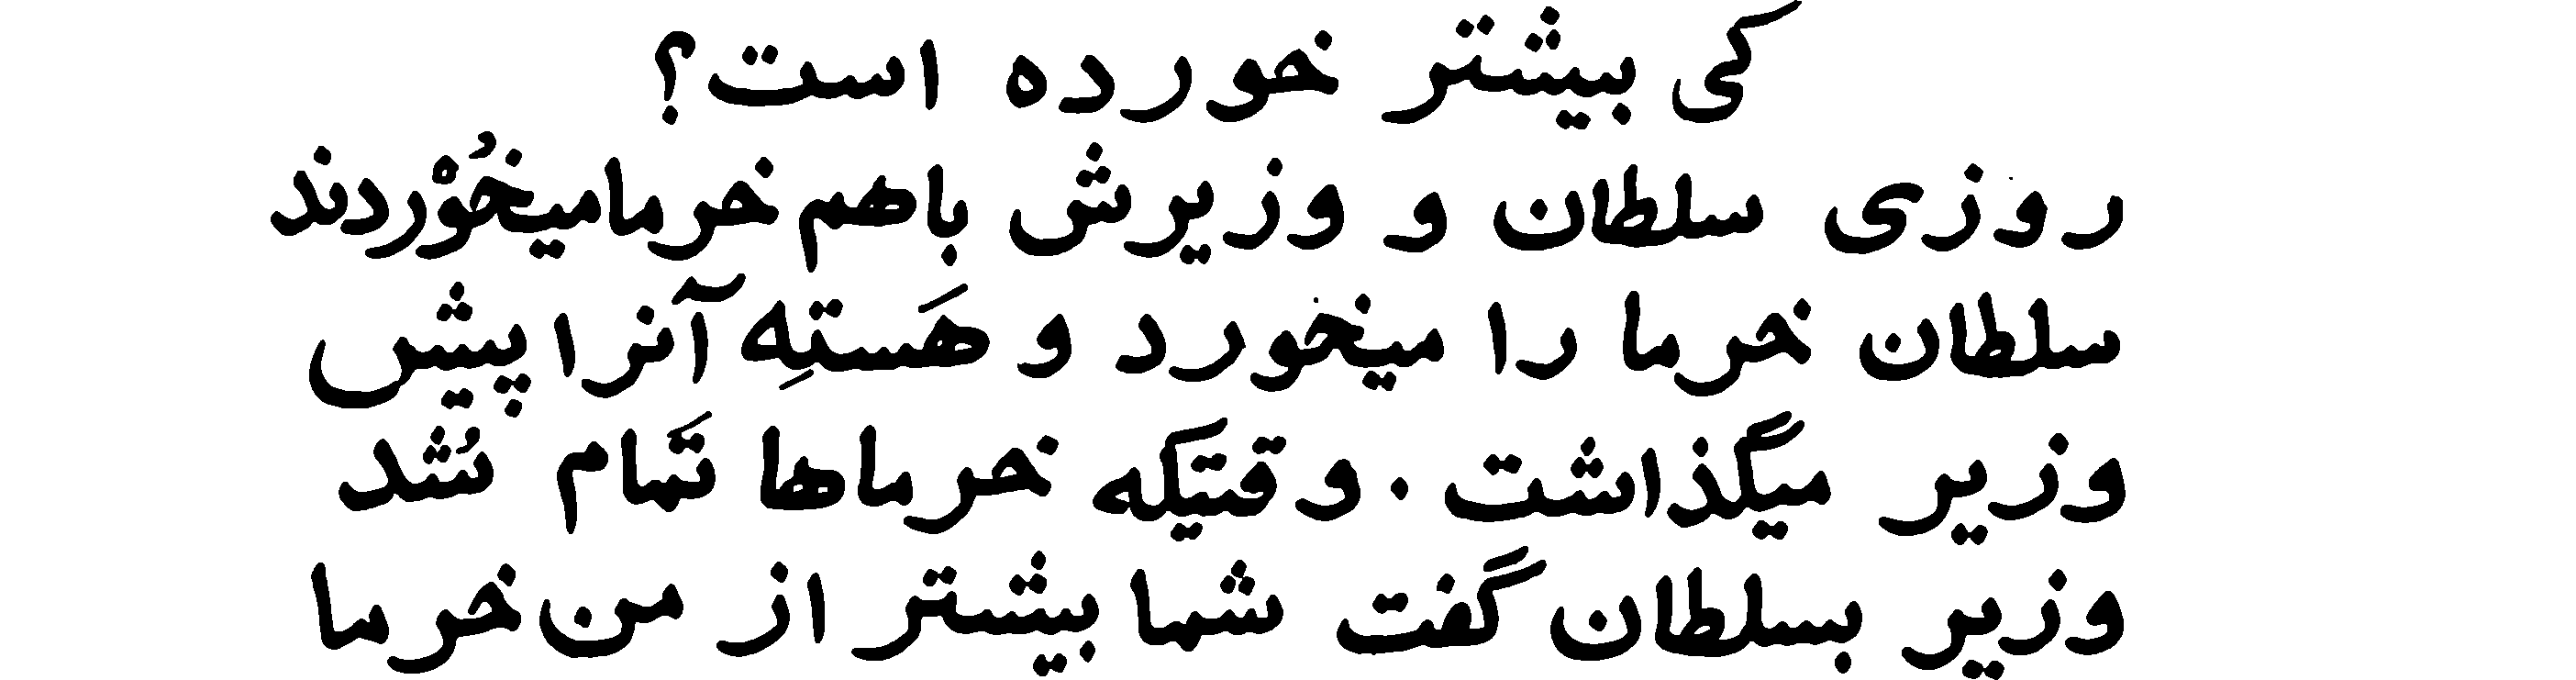 کی بیشتر خورده است؟
روزی سلطان و وزیرش باهم خرمامیخُوْردند
سلطان خرما را میخورد و هَستهِ آنرا پیش
وزیر میگذاشت . وقتیکه خرماها تَمام شُد
وزیر بسلطان گفت شما بیشتر از من خرما